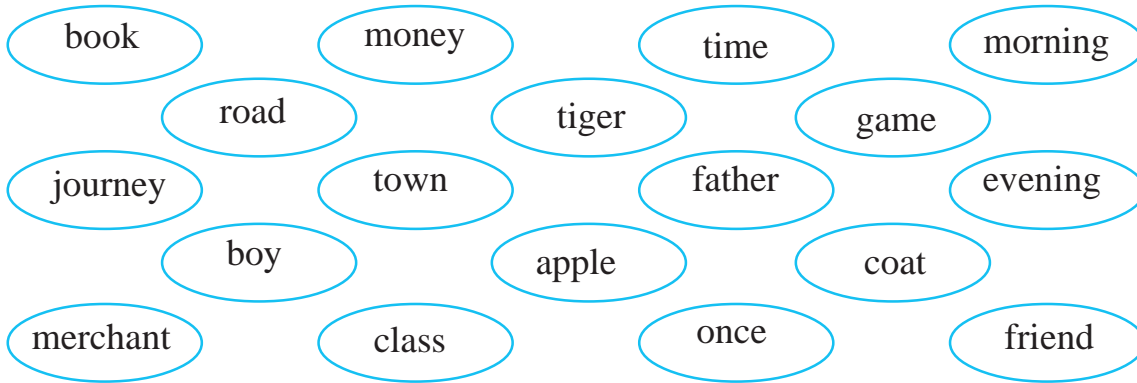 book money time morning
road tiger game
journey town father evening
boy apple coat
merchant class once friend